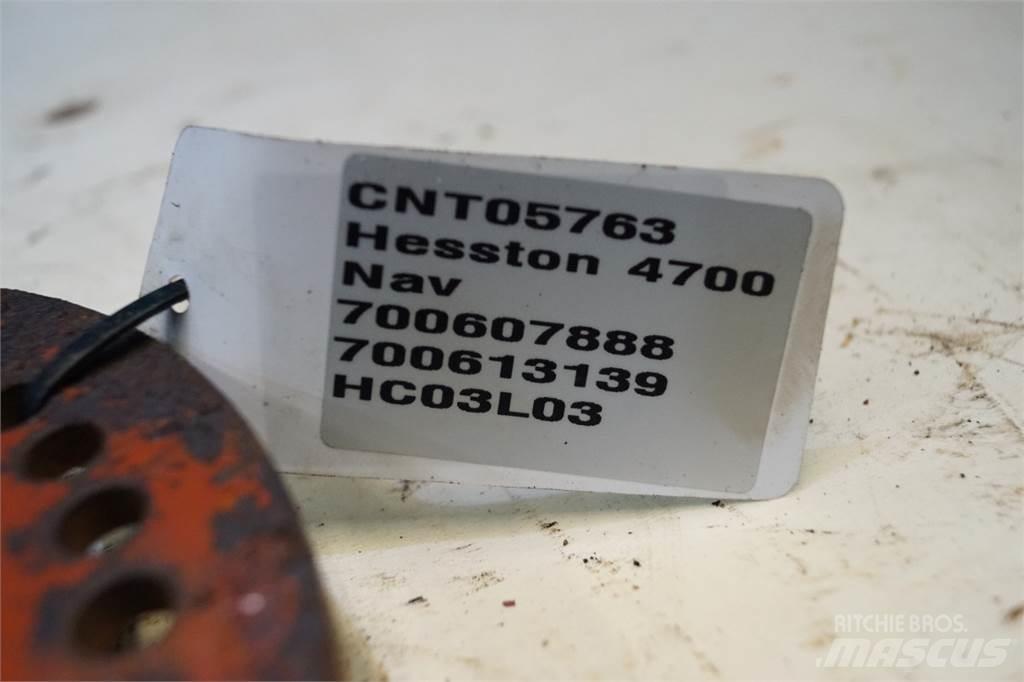 CNT05763
Hesston 4700
Nav
700607888
700613139
HC03L03
RITCHIE BROS.
MASCUS